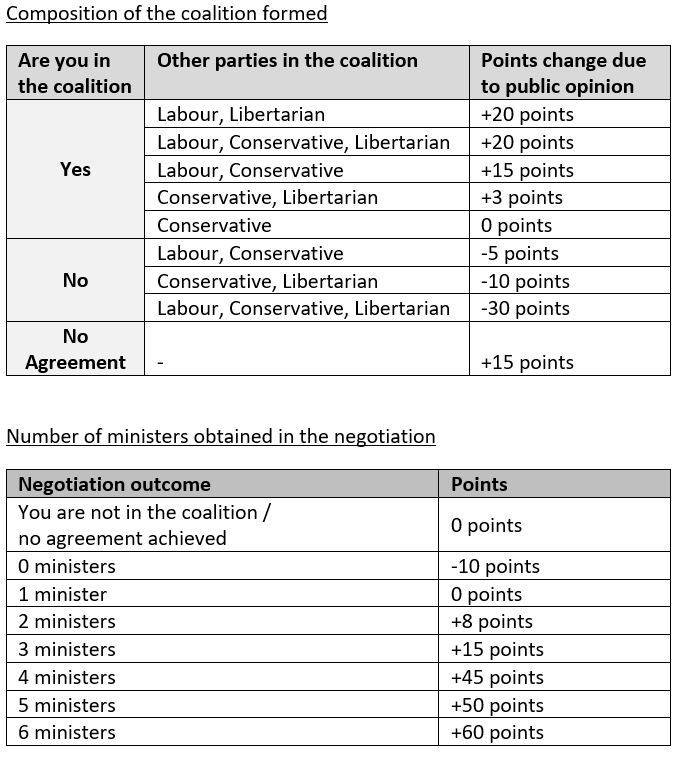 Composition of the coalition formed
Are you in the coalition Other parties in the coalition Points change due to public opinion
Yes
Labour, Libertarian +20 points
Labour, Conservative, Libertarian +20 points
Labour, Conservative +15 points
Conservative, Libertarian +3 points
Conservative 0 points
No
Labour, Conservative -5 points
Conservative, Libertarian -10 points
Labour, Conservative, Libertarian -30 points
No
Agreement - +15 points
Number of ministers obtained in the negotiation
Negotiation outcome Points
You are not in the coalition /
no agreement achieved 0 points
0 ministers -10 points
1 minister 0 points
2 ministers +8 points
3 ministers +15 points
4 ministers +45 points
5 ministers +50 points
6 ministers +60 points